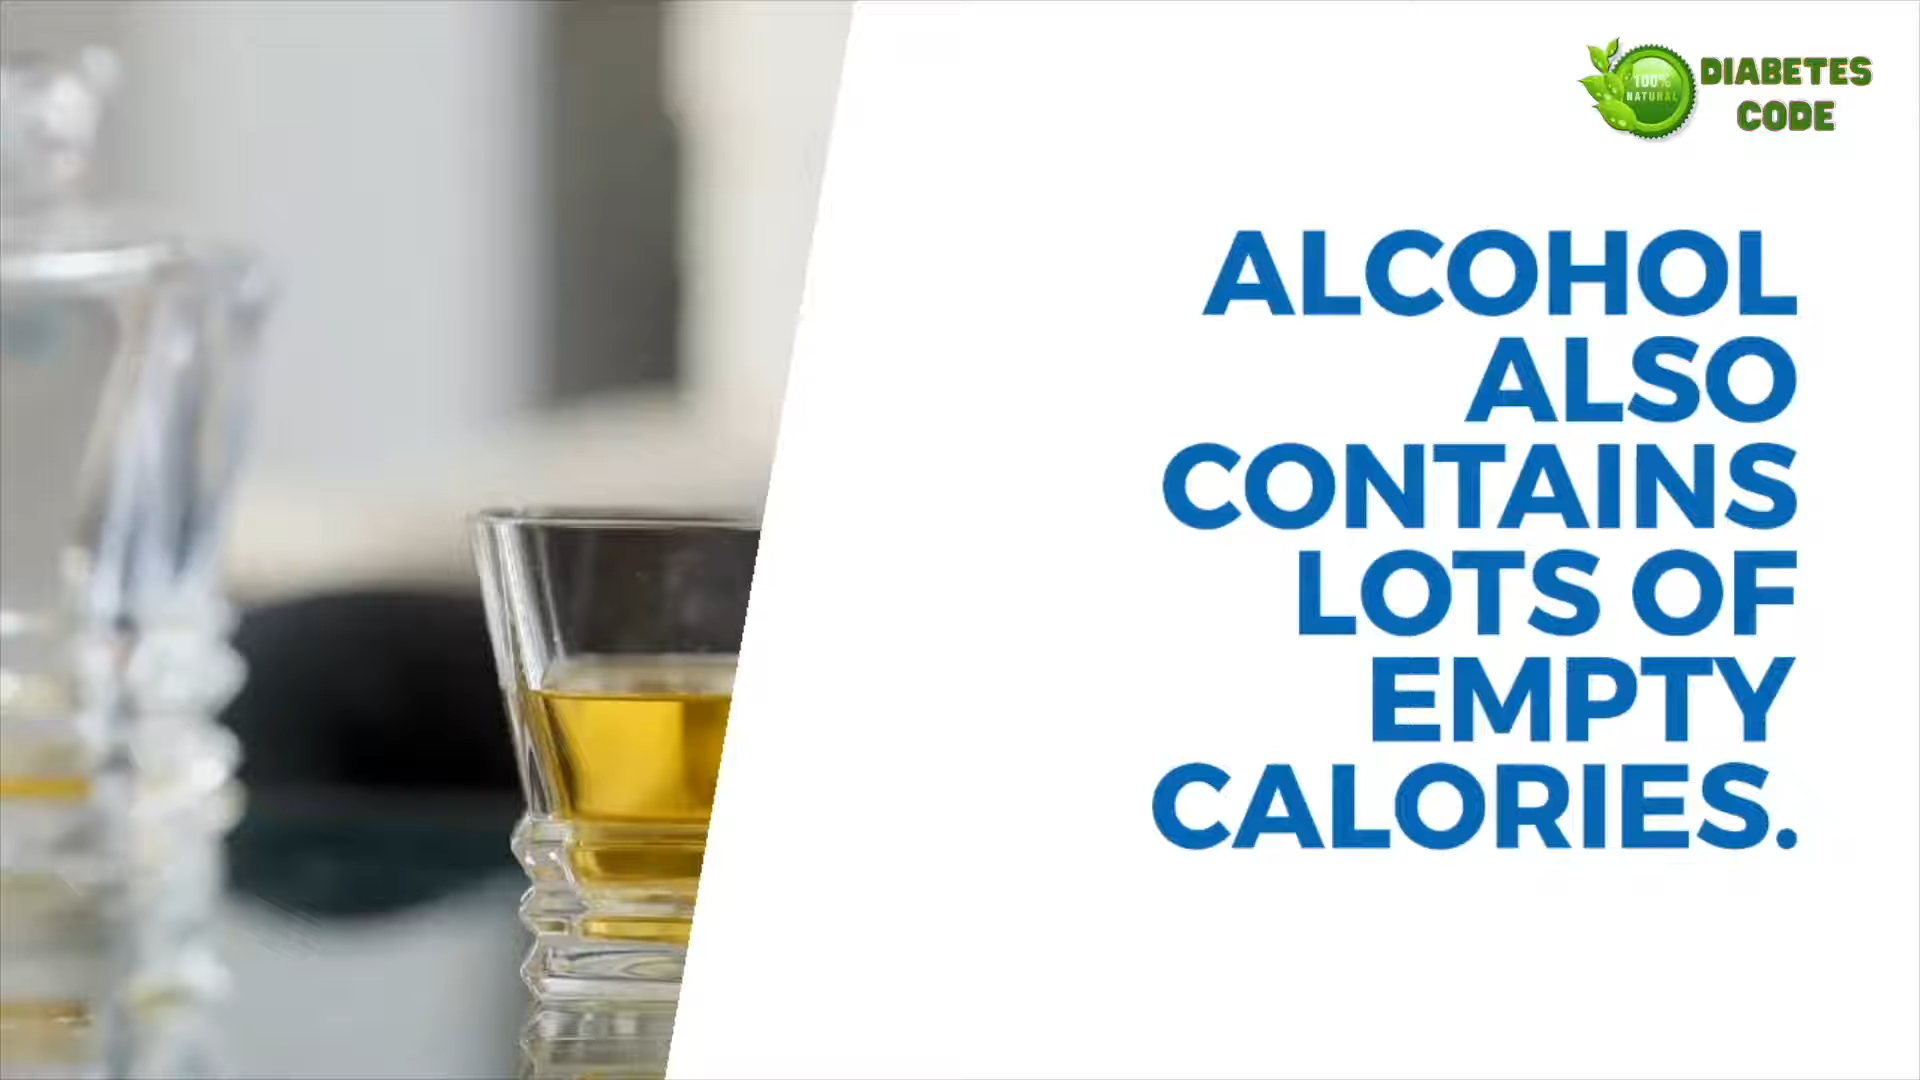 100%
NATURAL
DIABETES
CODE
ALCOHOL
ALSO
CONTAINS
LOTS OF
EMPTY
CALORIES.